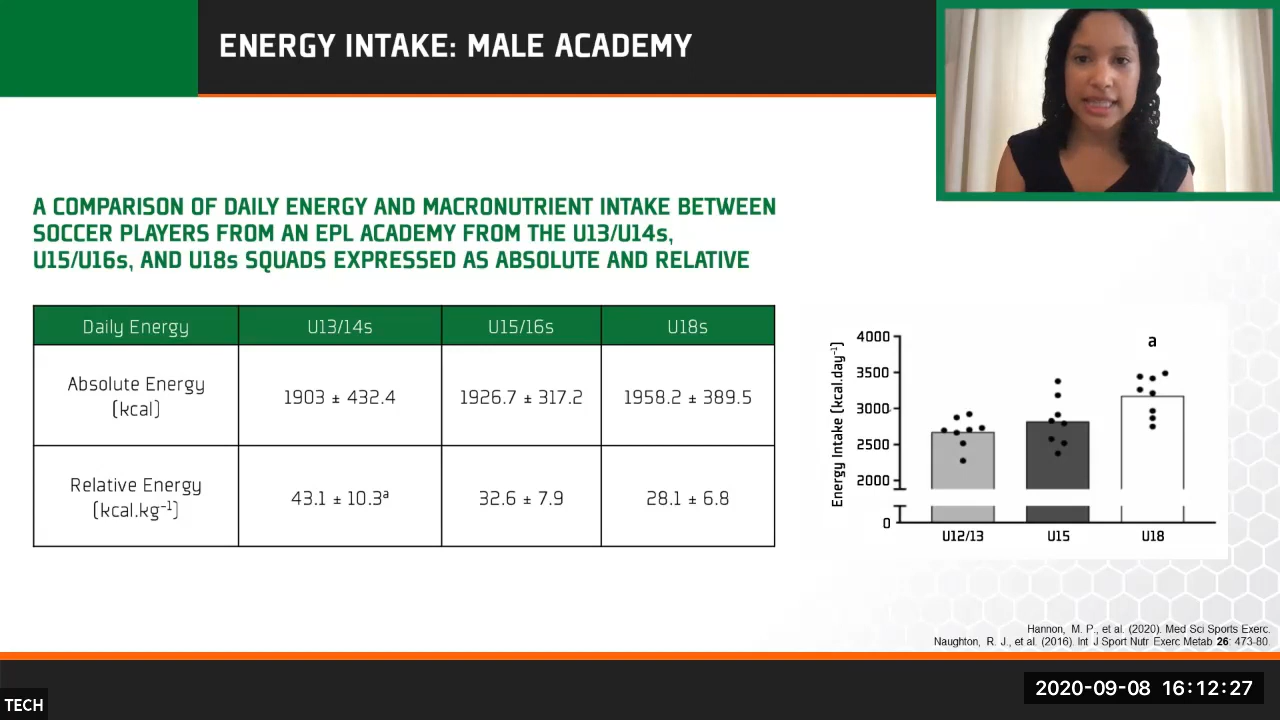 ENERGY INTAKE: MALE ACADEMY
A COMPARISON OF DAILY ENERGY AND MACRONUTRIENT INTAKE BETWEEN
SOCCER PLAYERS FROM AN EPL ACADEMY FROM THE U13/U14s,
U15/U16s, AND U18s SQUADS EXPRESSED AS ABSOLUTE AND RELATIVE
Daily Energy U13/14s U15/16s U18s
Absolute Energy
(kcal) 1903 ± 432.4 1926.7 ± 317.2 1958.2 ± 389.5
Relative Energy
(kcal.kg⁻¹) 43.1 ± 10.3ᵃ 32.6 ± 7.9 28.1 ± 6.8
Energy Intake (kcal.day⁻¹)
4000
3500
3000
2500
2000
0
a
U12/13 U15 U18
Hannon, M. P., et al. (2020). Med Sci Sports Exerc.
Naughton, R. J., et al. (2016). Int J Sport Nutr Exerc Metab 26: 473-80.
2020-09-08 16:12:27
TECH